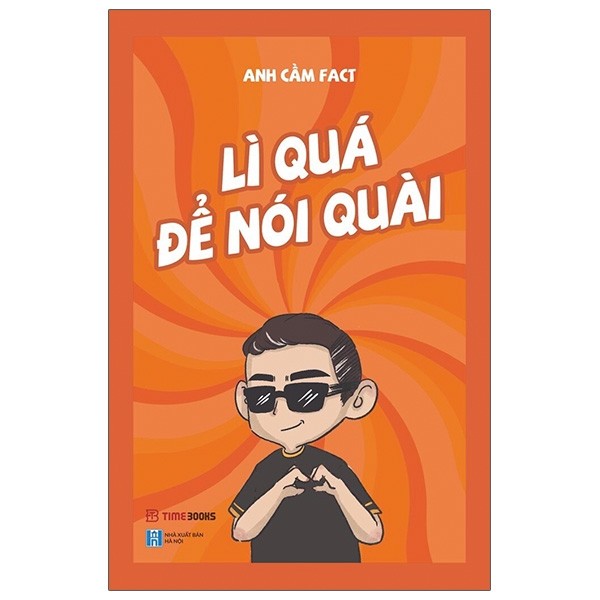 ANH CẦM FACT
LÌ QUÁ
ĐỂ NÓI QUÀI
TIMEBOOKS
NHÀ XUẤT BẢN
HÀ NỘI